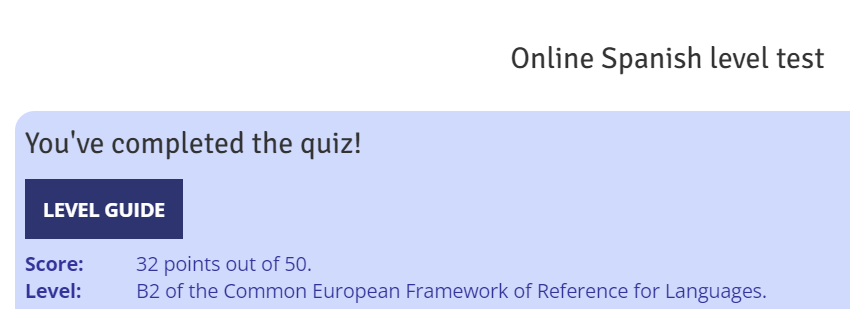 Online Spanish level test
You've completed the quiz!
LEVEL GUIDE
Score: 32 points out of 50.
Level: B2 of the Common European Framework of Reference for Languages.